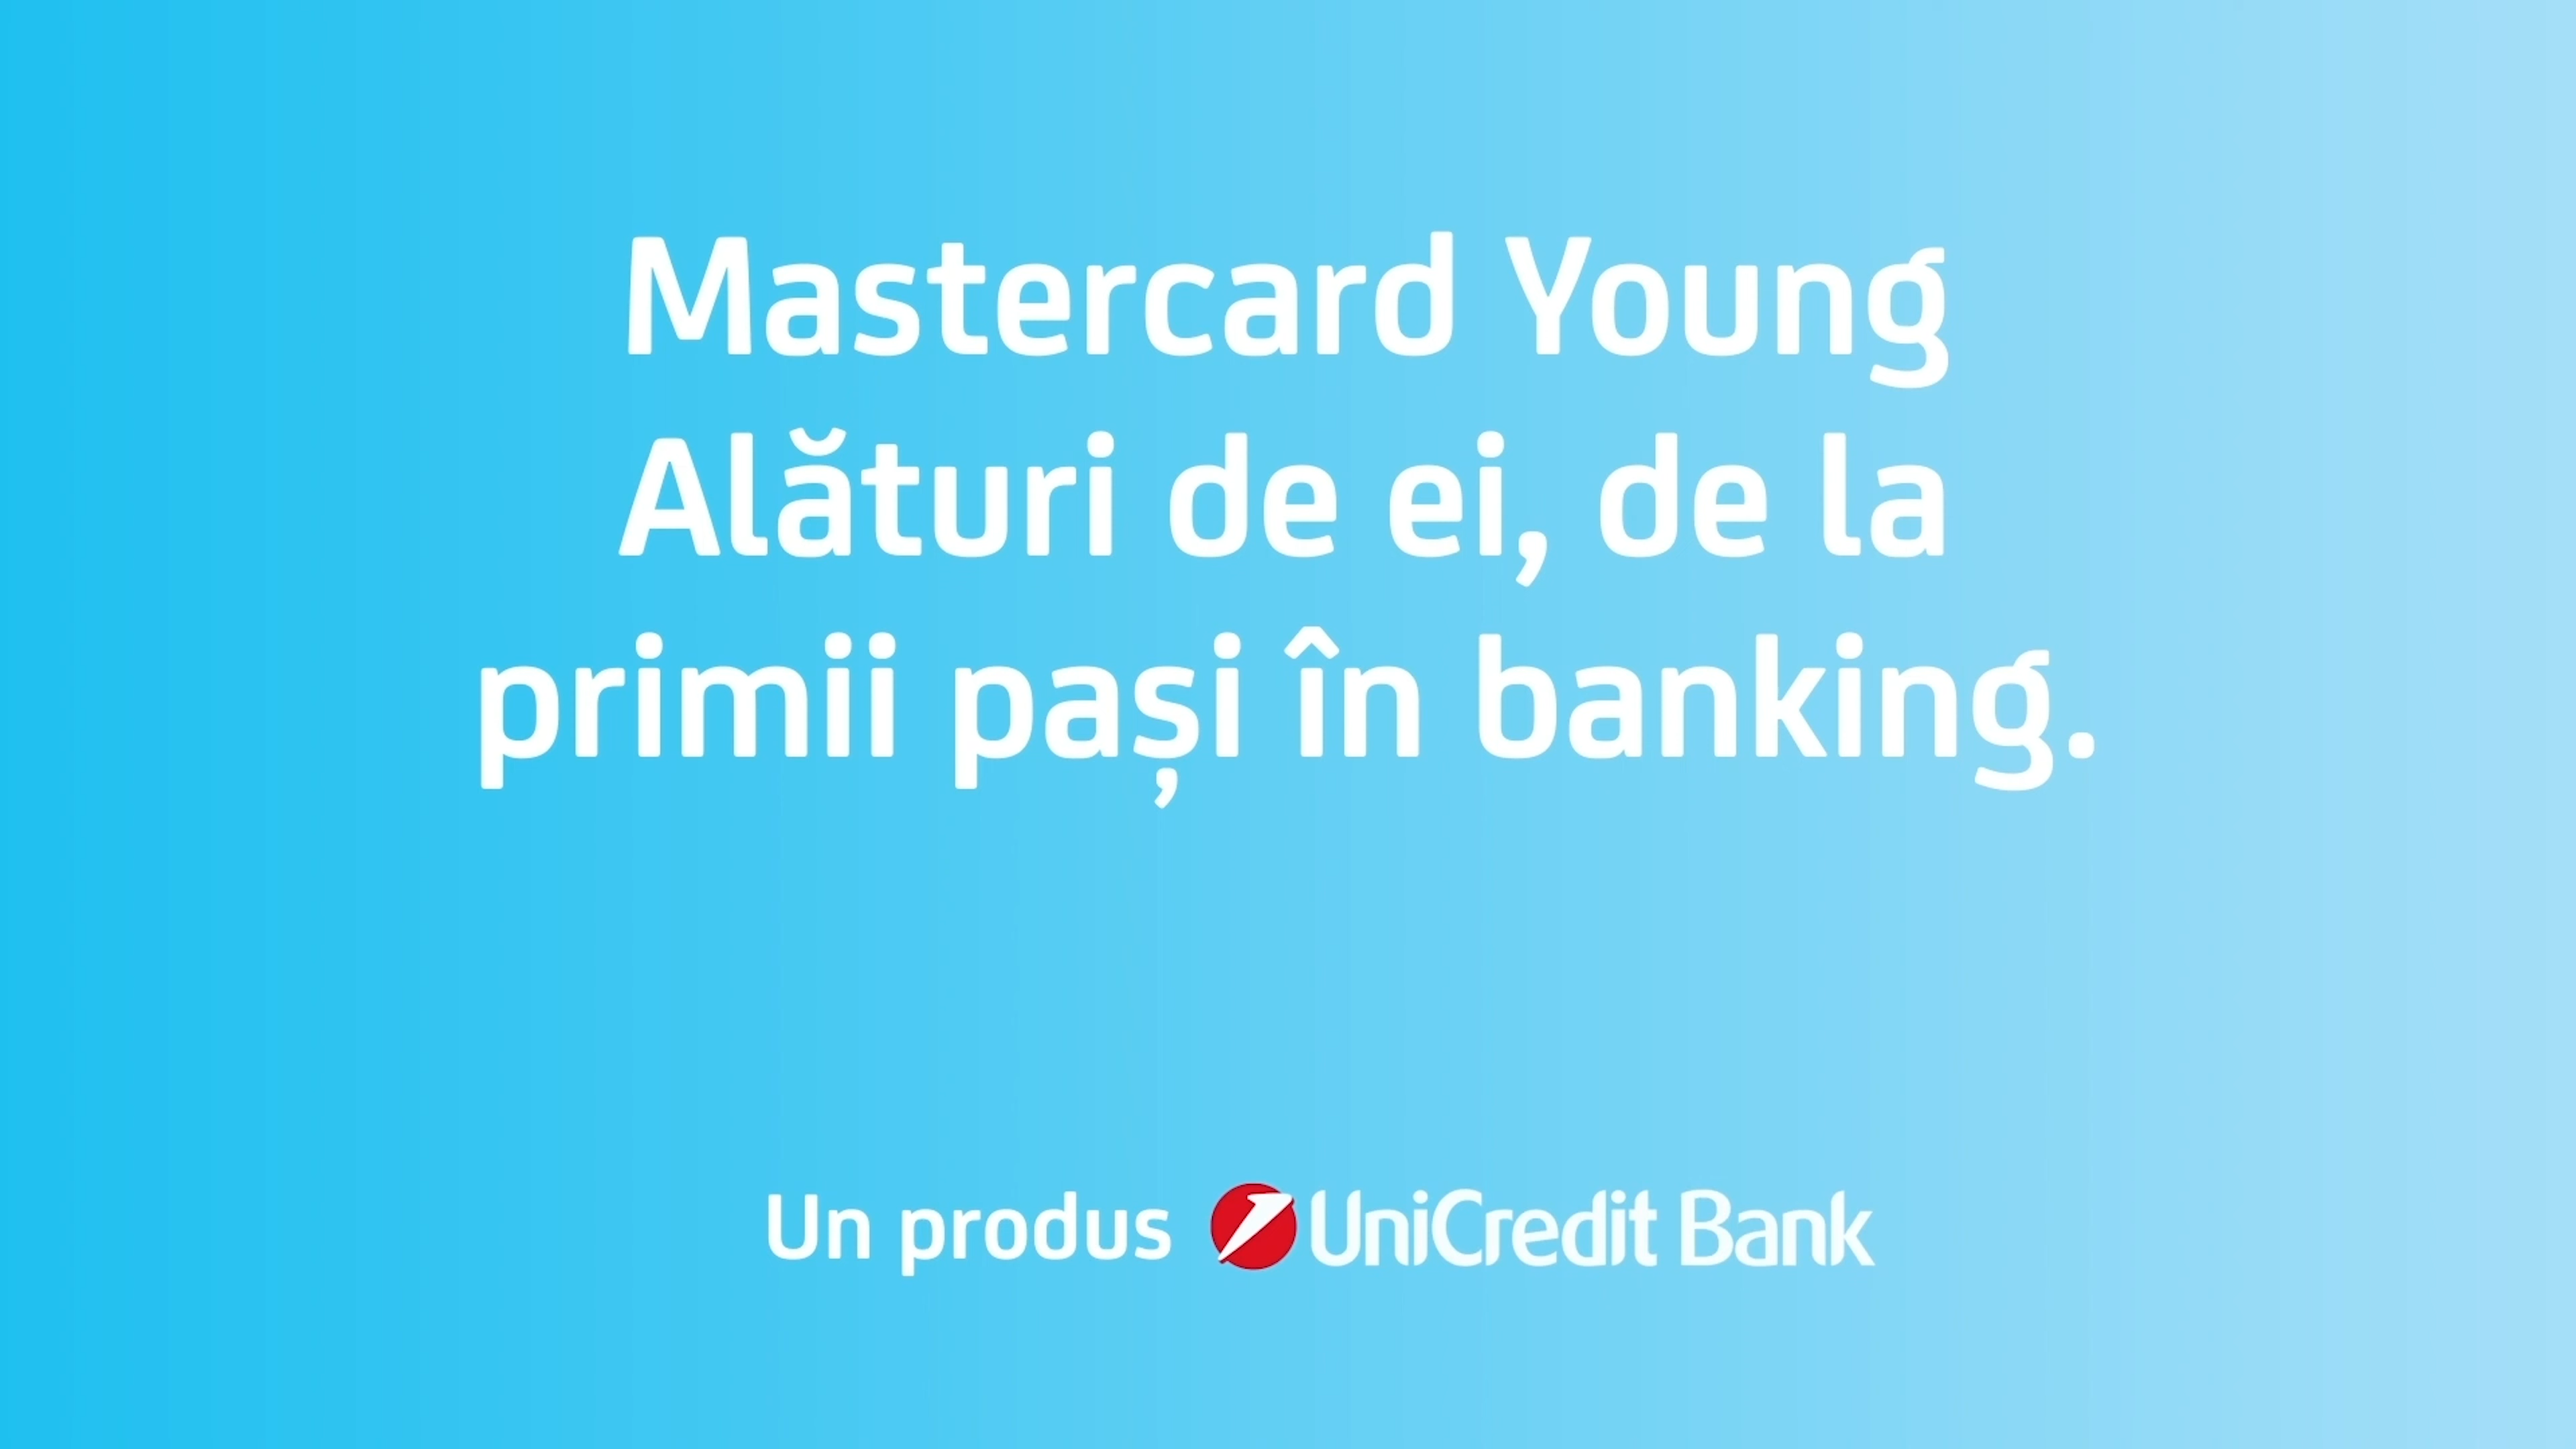 Mastercard Young
Alături de ei, de la
primii pași în banking.
Un produs UniCredit Bank